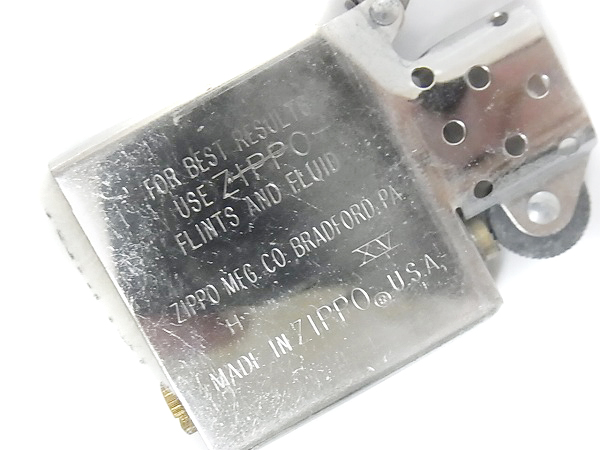 FOR BEST RESULTS
USE ZIPPO
FLINTS AND FLUID
ZIPPO MFG. CO. BRADFORD, PA.
H XV
MADE IN ZIPPO ® U.S.A.